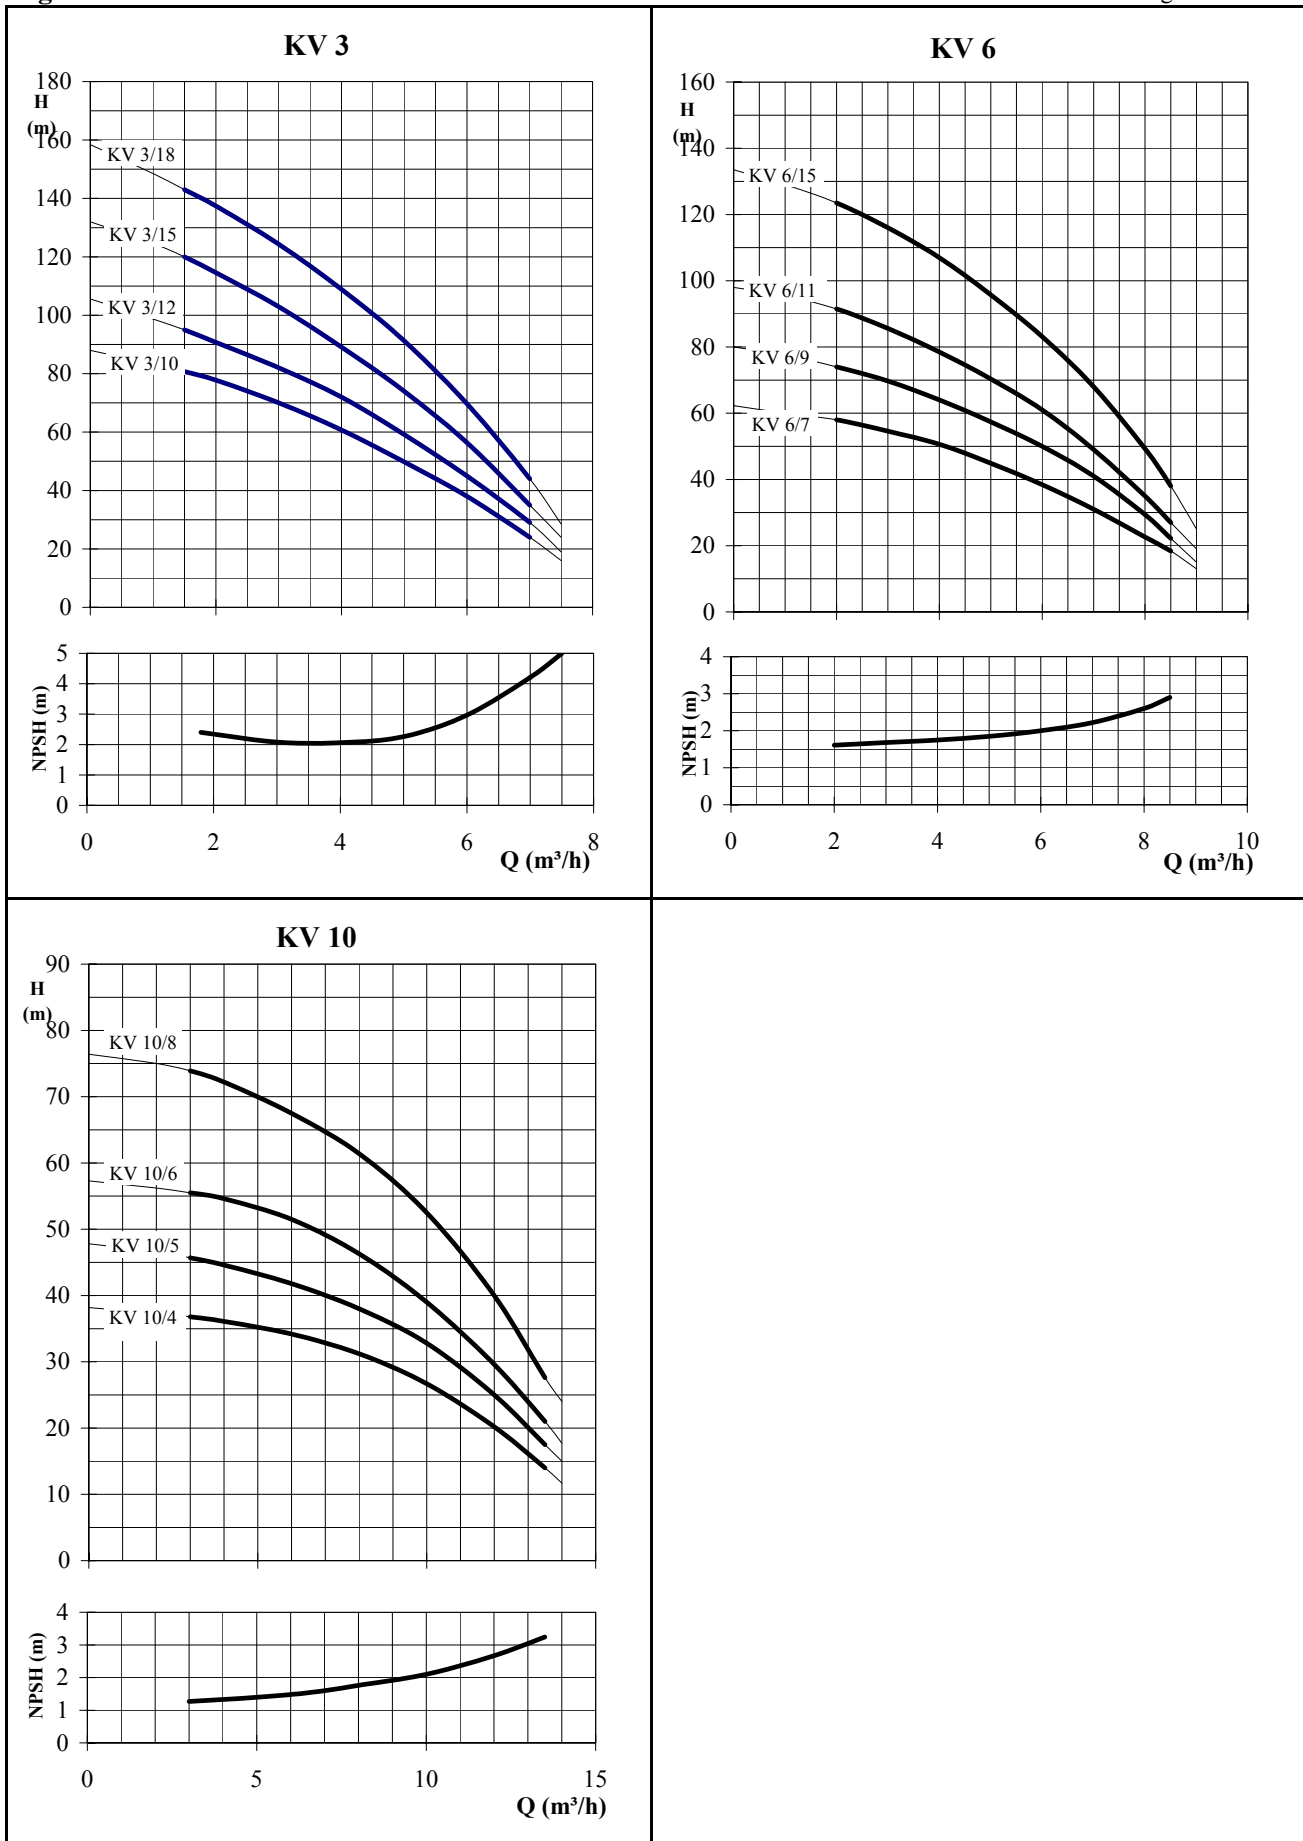 KV 3
180
H
(m)
160
KV 3/18
140
KV 3/15
120
KV 3/12
100
KV 3/10
80
60
40
20
0
5
4
3
2
1
0
NPSH (m)
0 2 4 6 8
Q (m³/h)
KV 6
160
H
(m)
140
KV 6/15
120
100
KV 6/11
80
KV 6/9
60
KV 6/7
40
20
0
4
3
2
1
0
NPSH (m)
0 2 4 6 8 10
Q (m³/h)
KV 10
90
H
(m)
80
KV 10/8
70
60
KV 10/6
50
KV 10/5
40
KV 10/4
30
20
10
0
4
3
2
1
0
NPSH (m)
0 5 10 15
Q (m³/h)